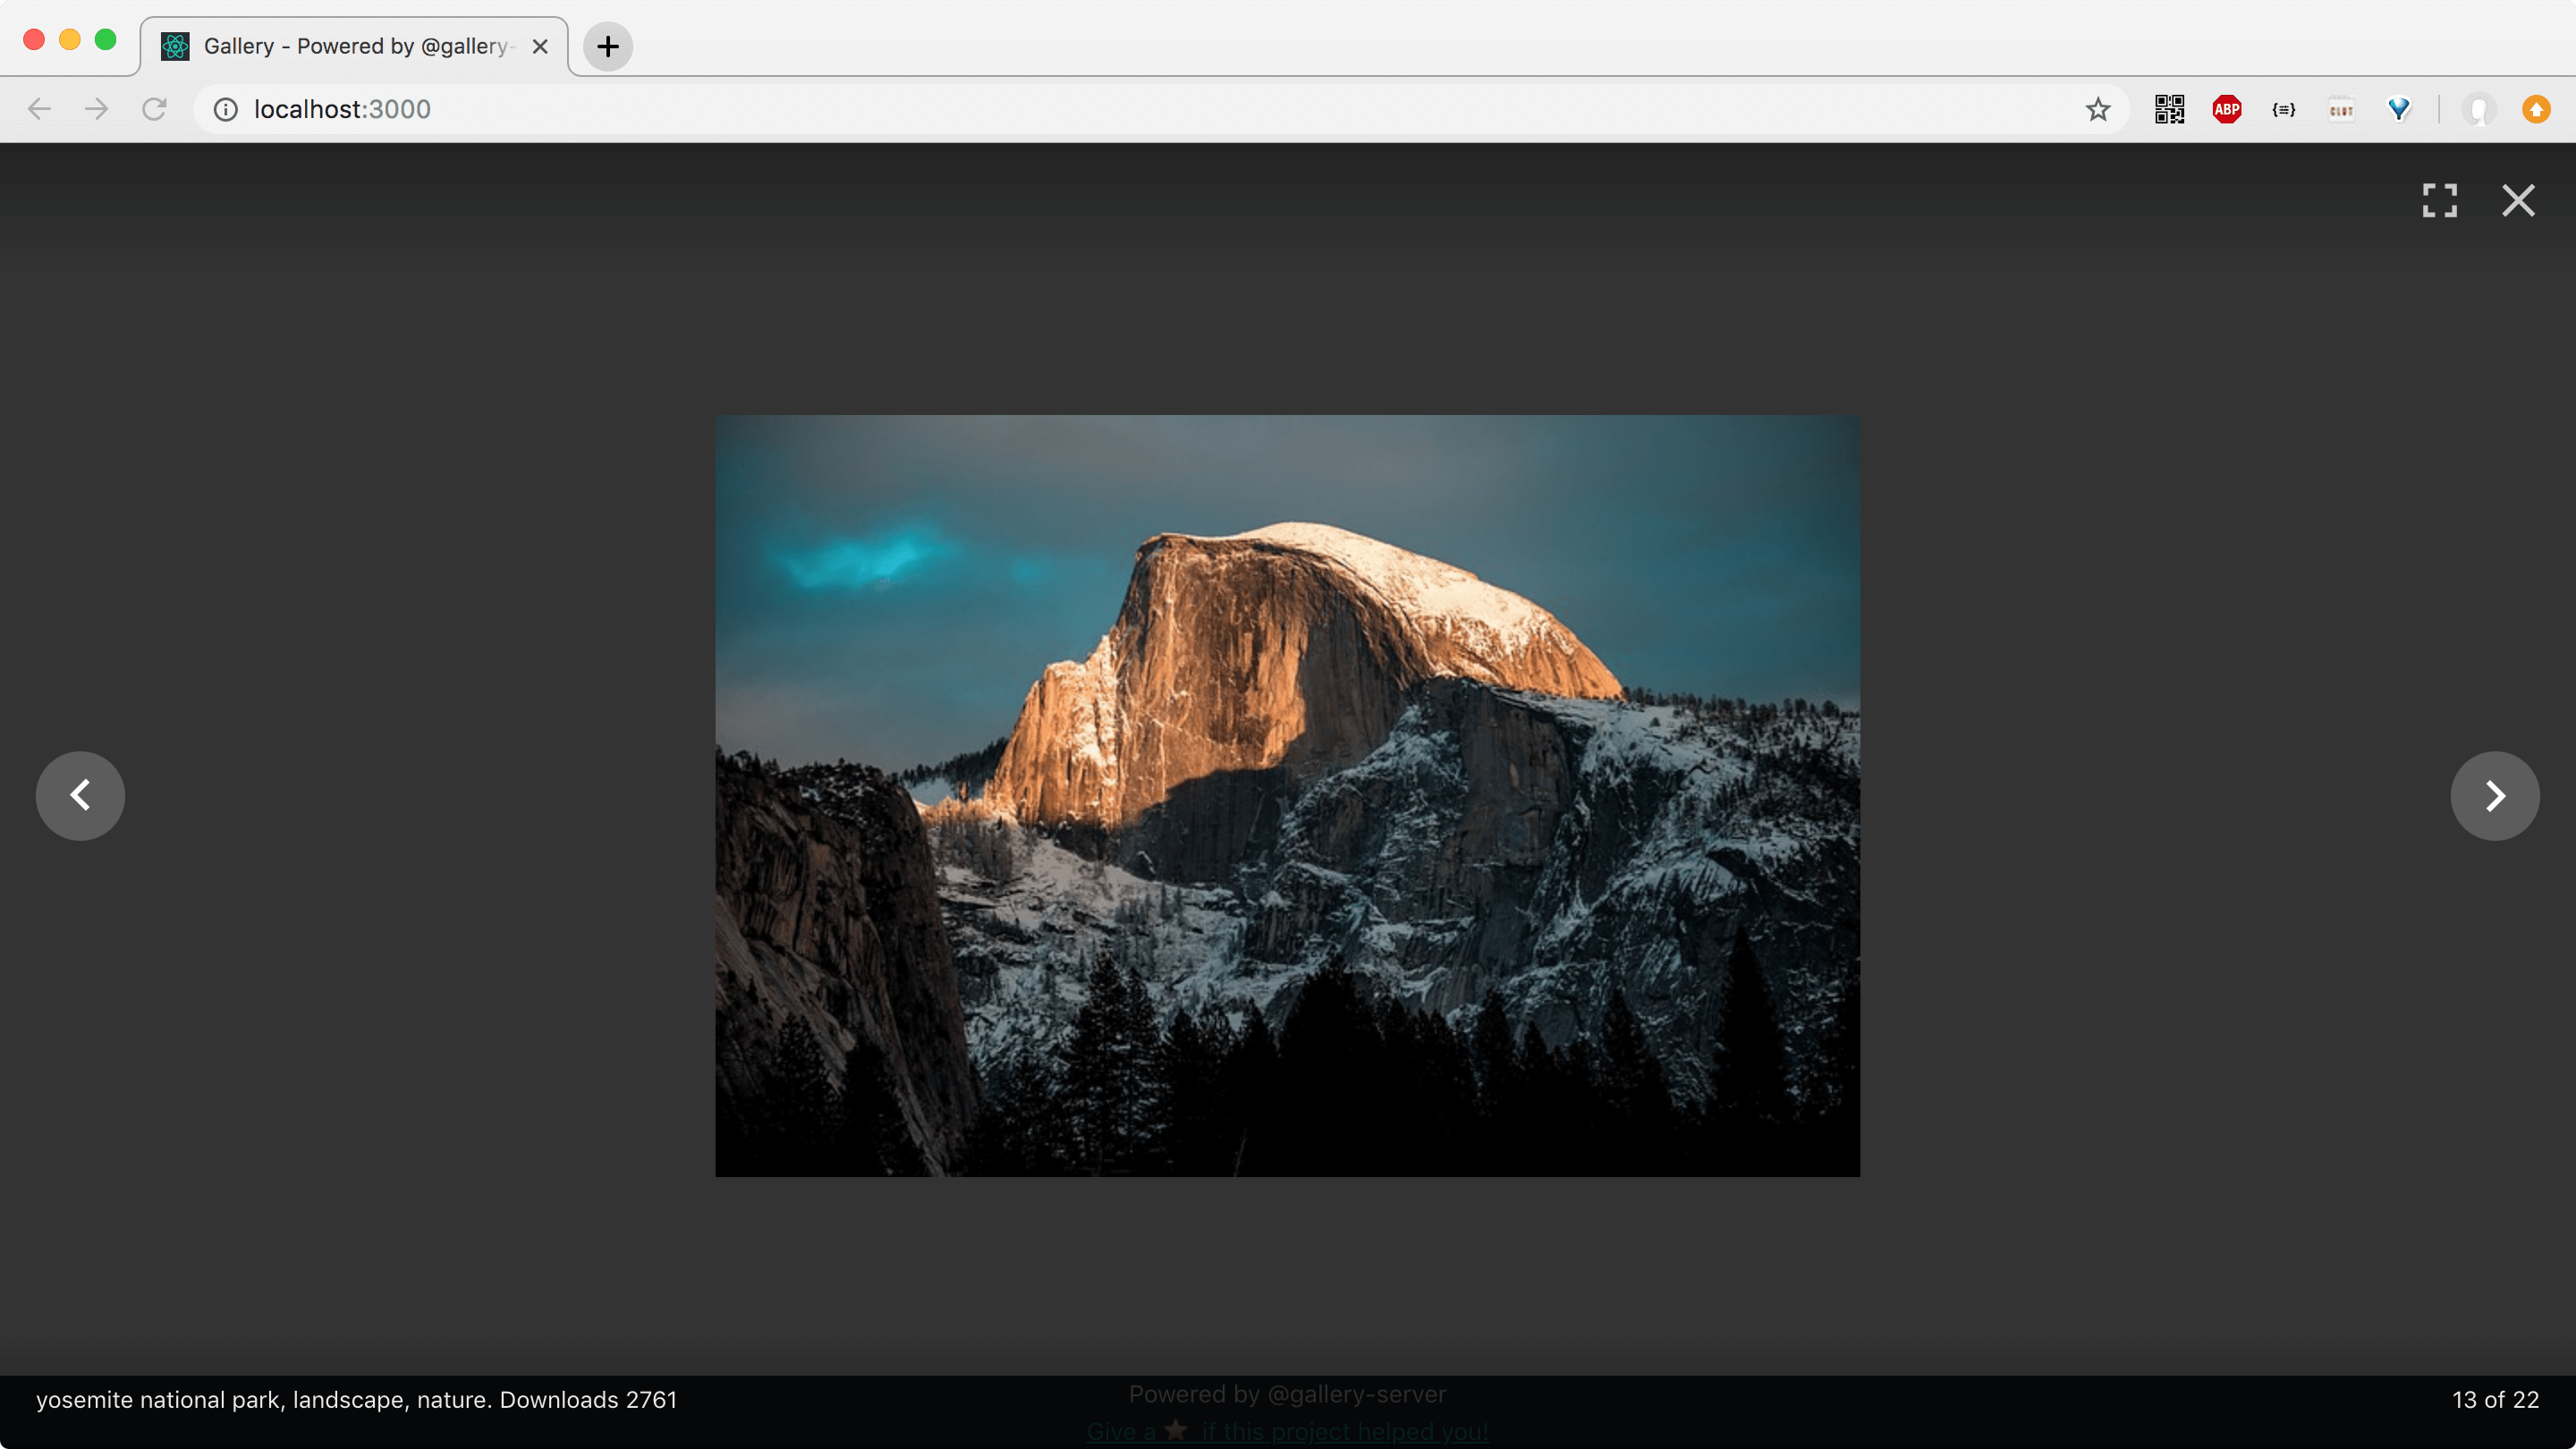 Gallery - Powered by @gallery-
localhost:3000
ABP
{≡}
CLUT
yosemite national park, landscape, nature. Downloads 2761
Powered by @gallery-server
13 of 22
Give a ★ if this project helped you!